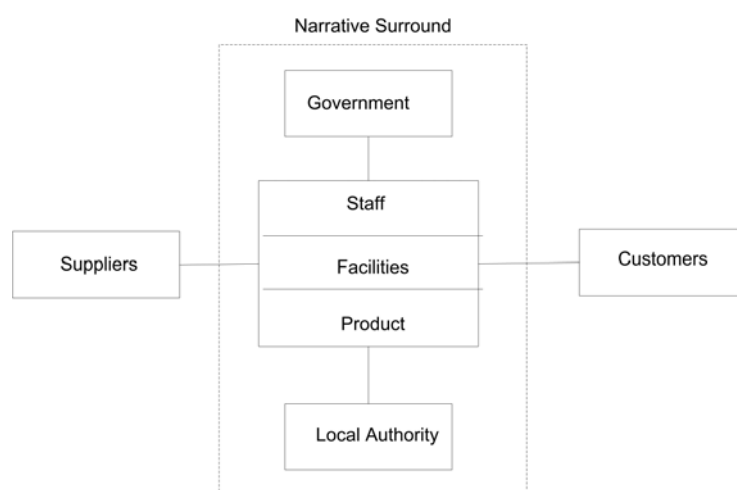 Narrative Surround
Government
Staff
Suppliers
Facilities
Customers
Product
Local Authority